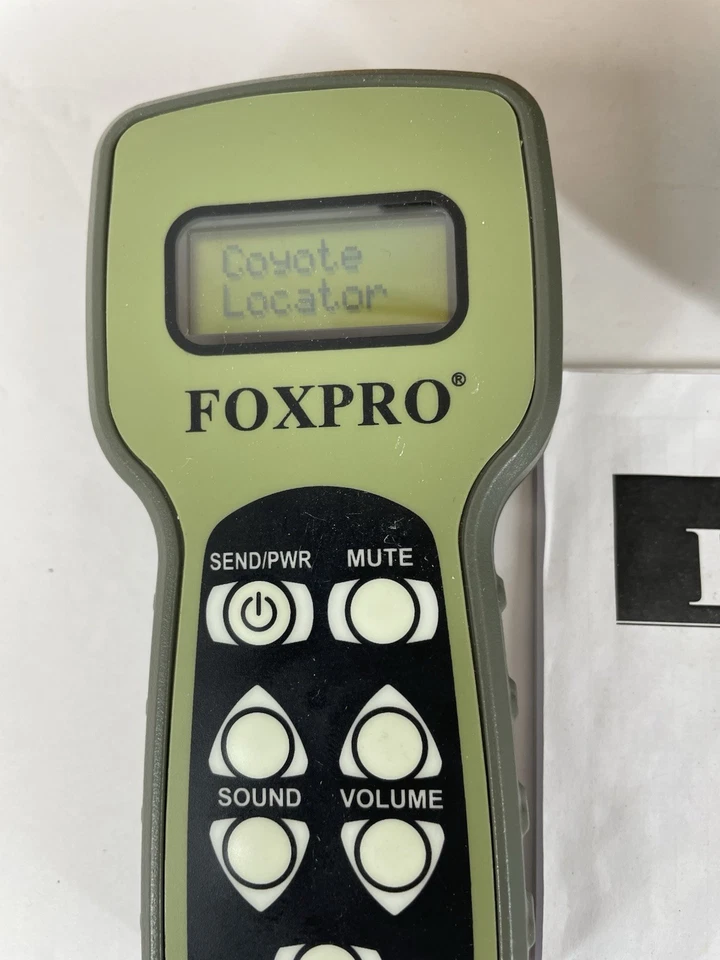 Coyote
Locator
FOXPRO®
SEND/PWR MUTE
SOUND VOLUME